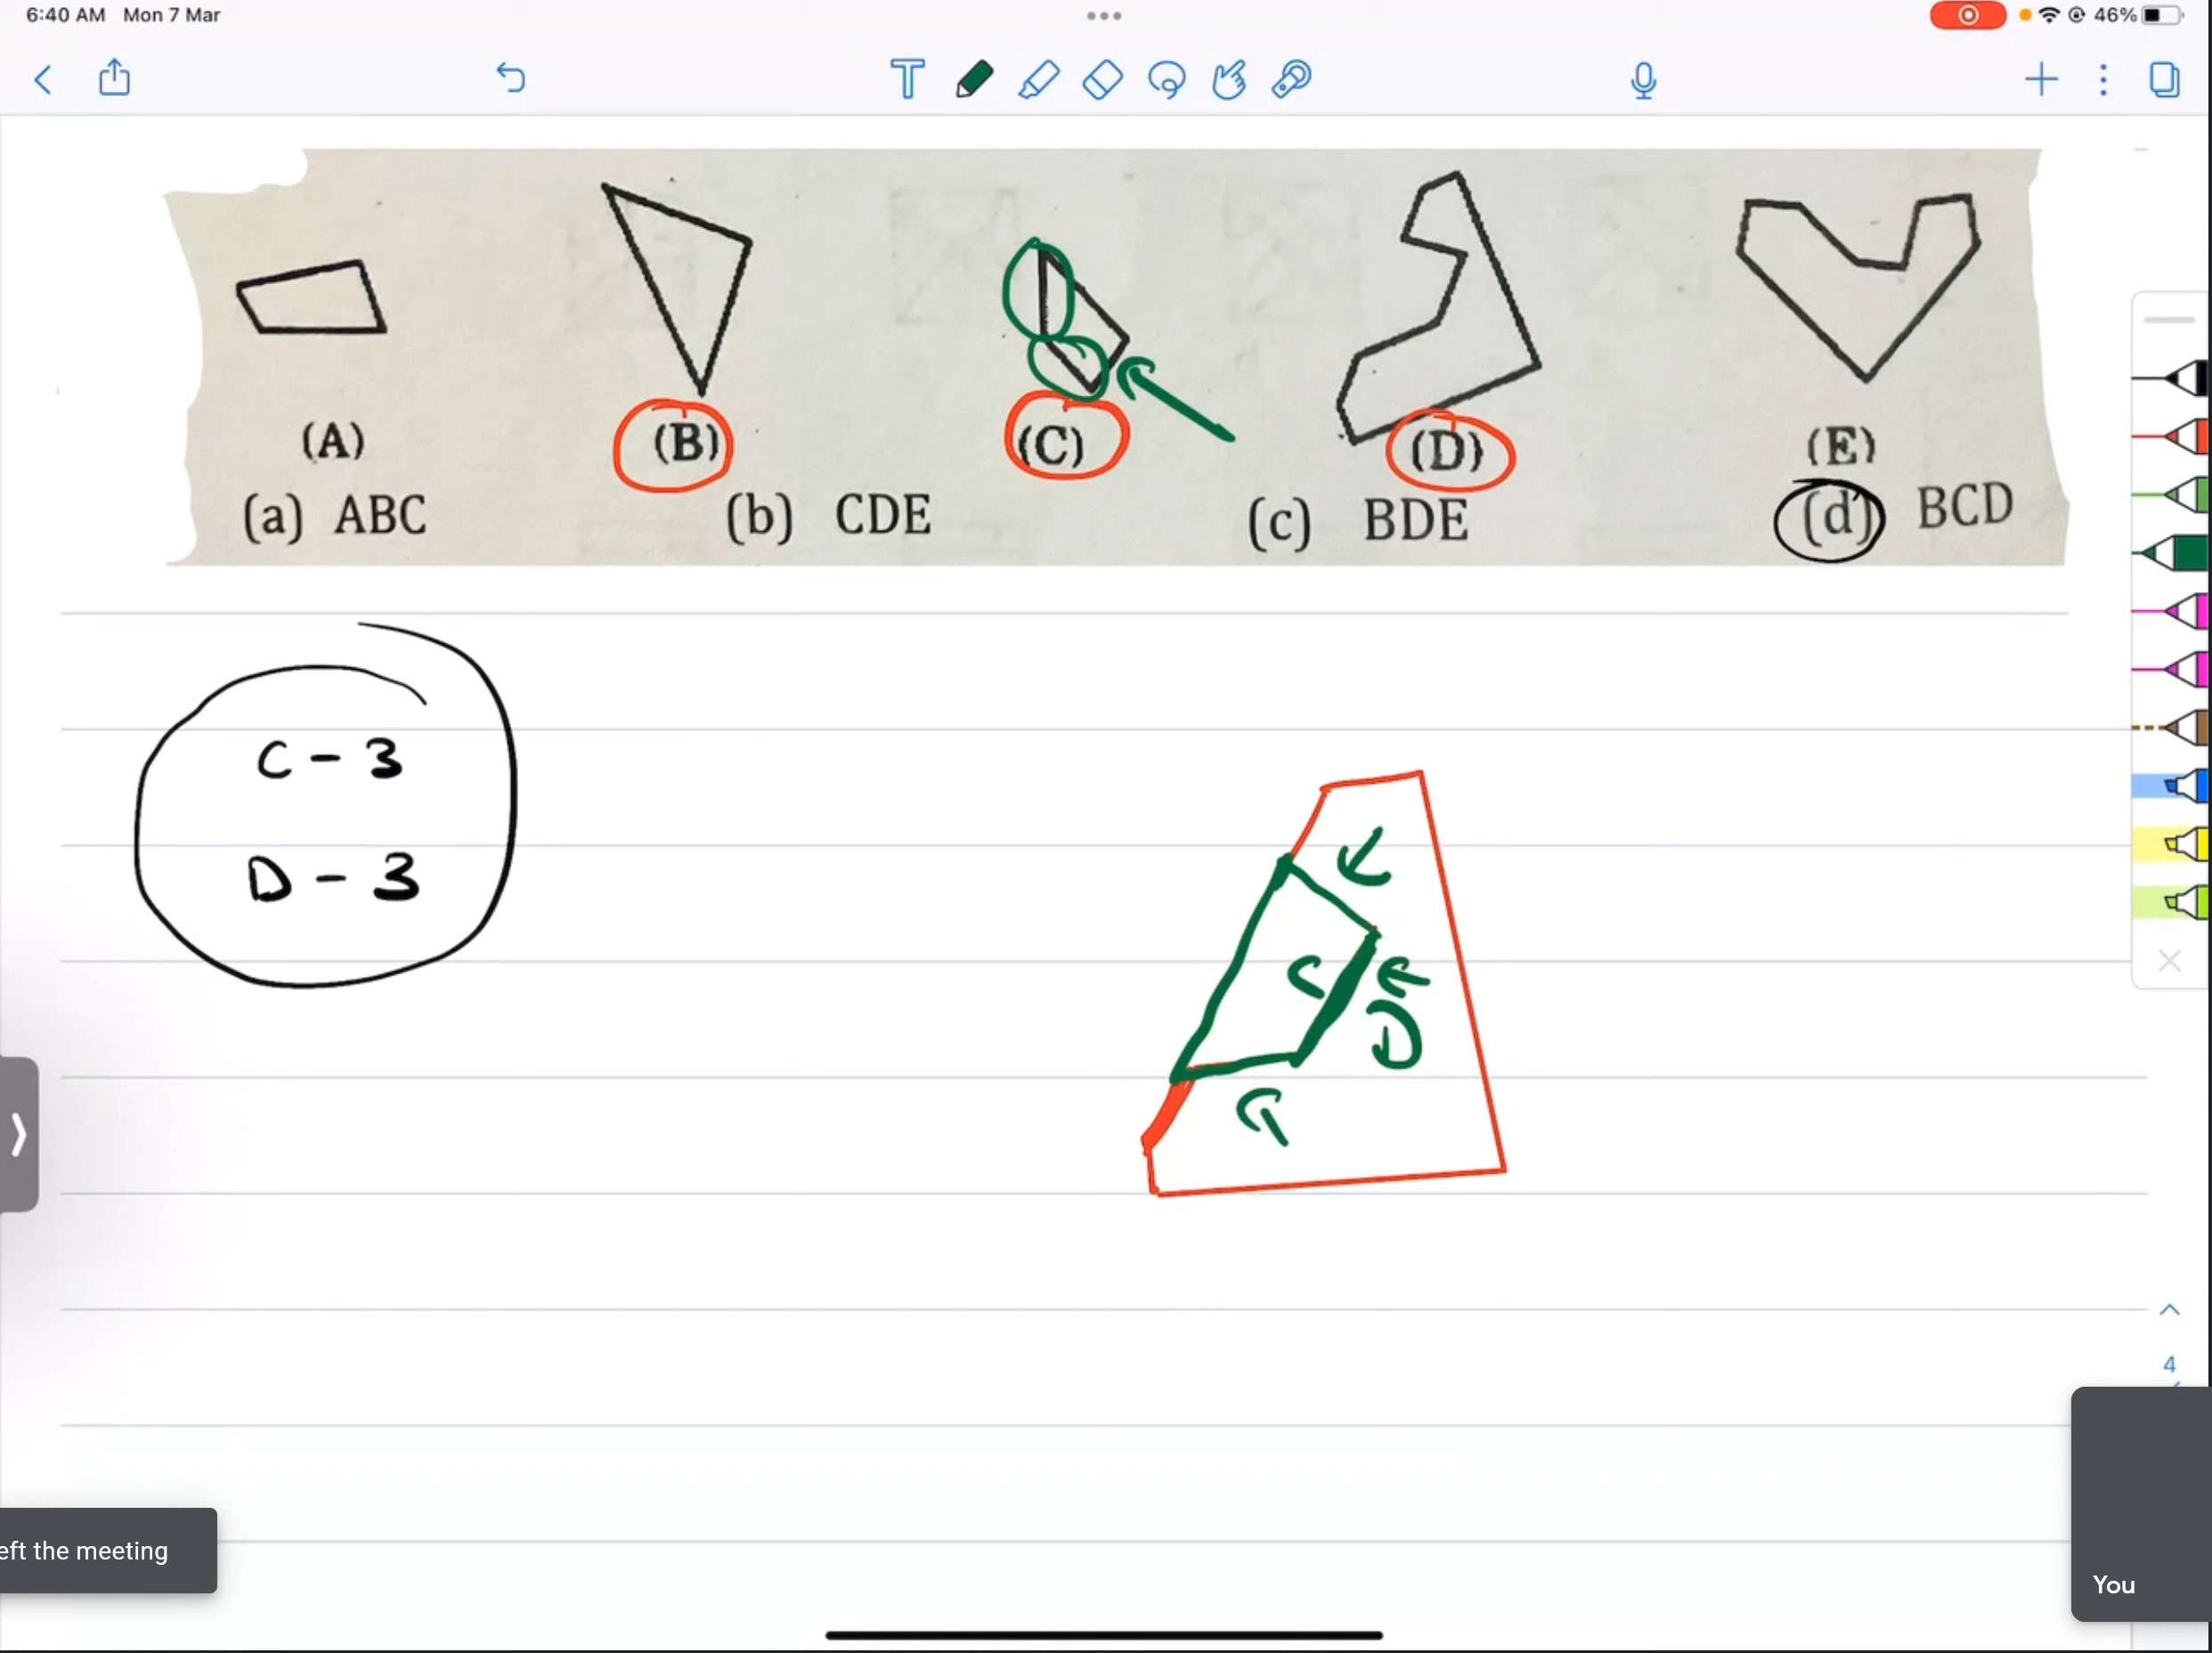 6:40 AM Mon 7 Mar
46%
T
(A) (B) (C) (D) (E)
(a) ABC (b) CDE (c) BDE (d) BCD
C - 3
D - 3
C
D
4
eft the meeting
You